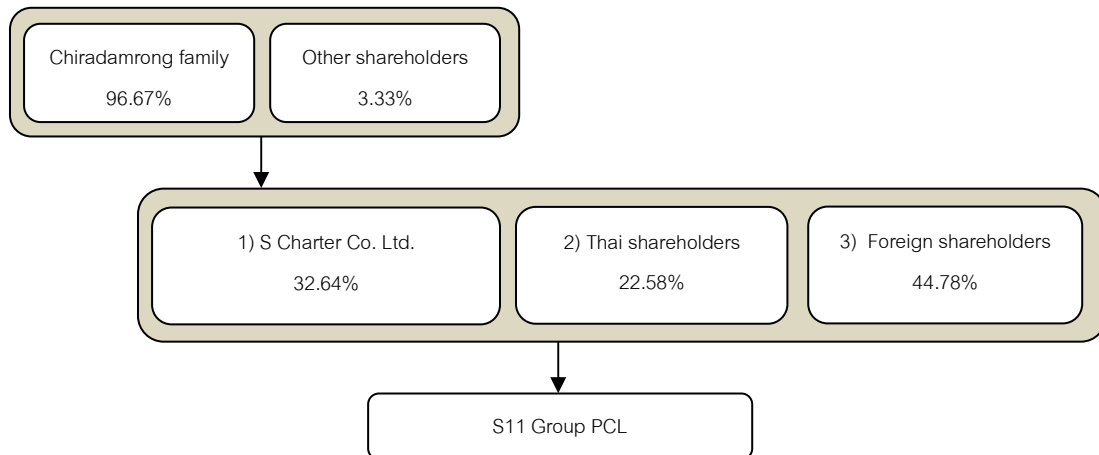 Chiradamrong family
96.67%
Other shareholders
3.33%
1) S Charter Co. Ltd.
32.64%
2) Thai shareholders
22.58%
3) Foreign shareholders
44.78%
S11 Group PCL